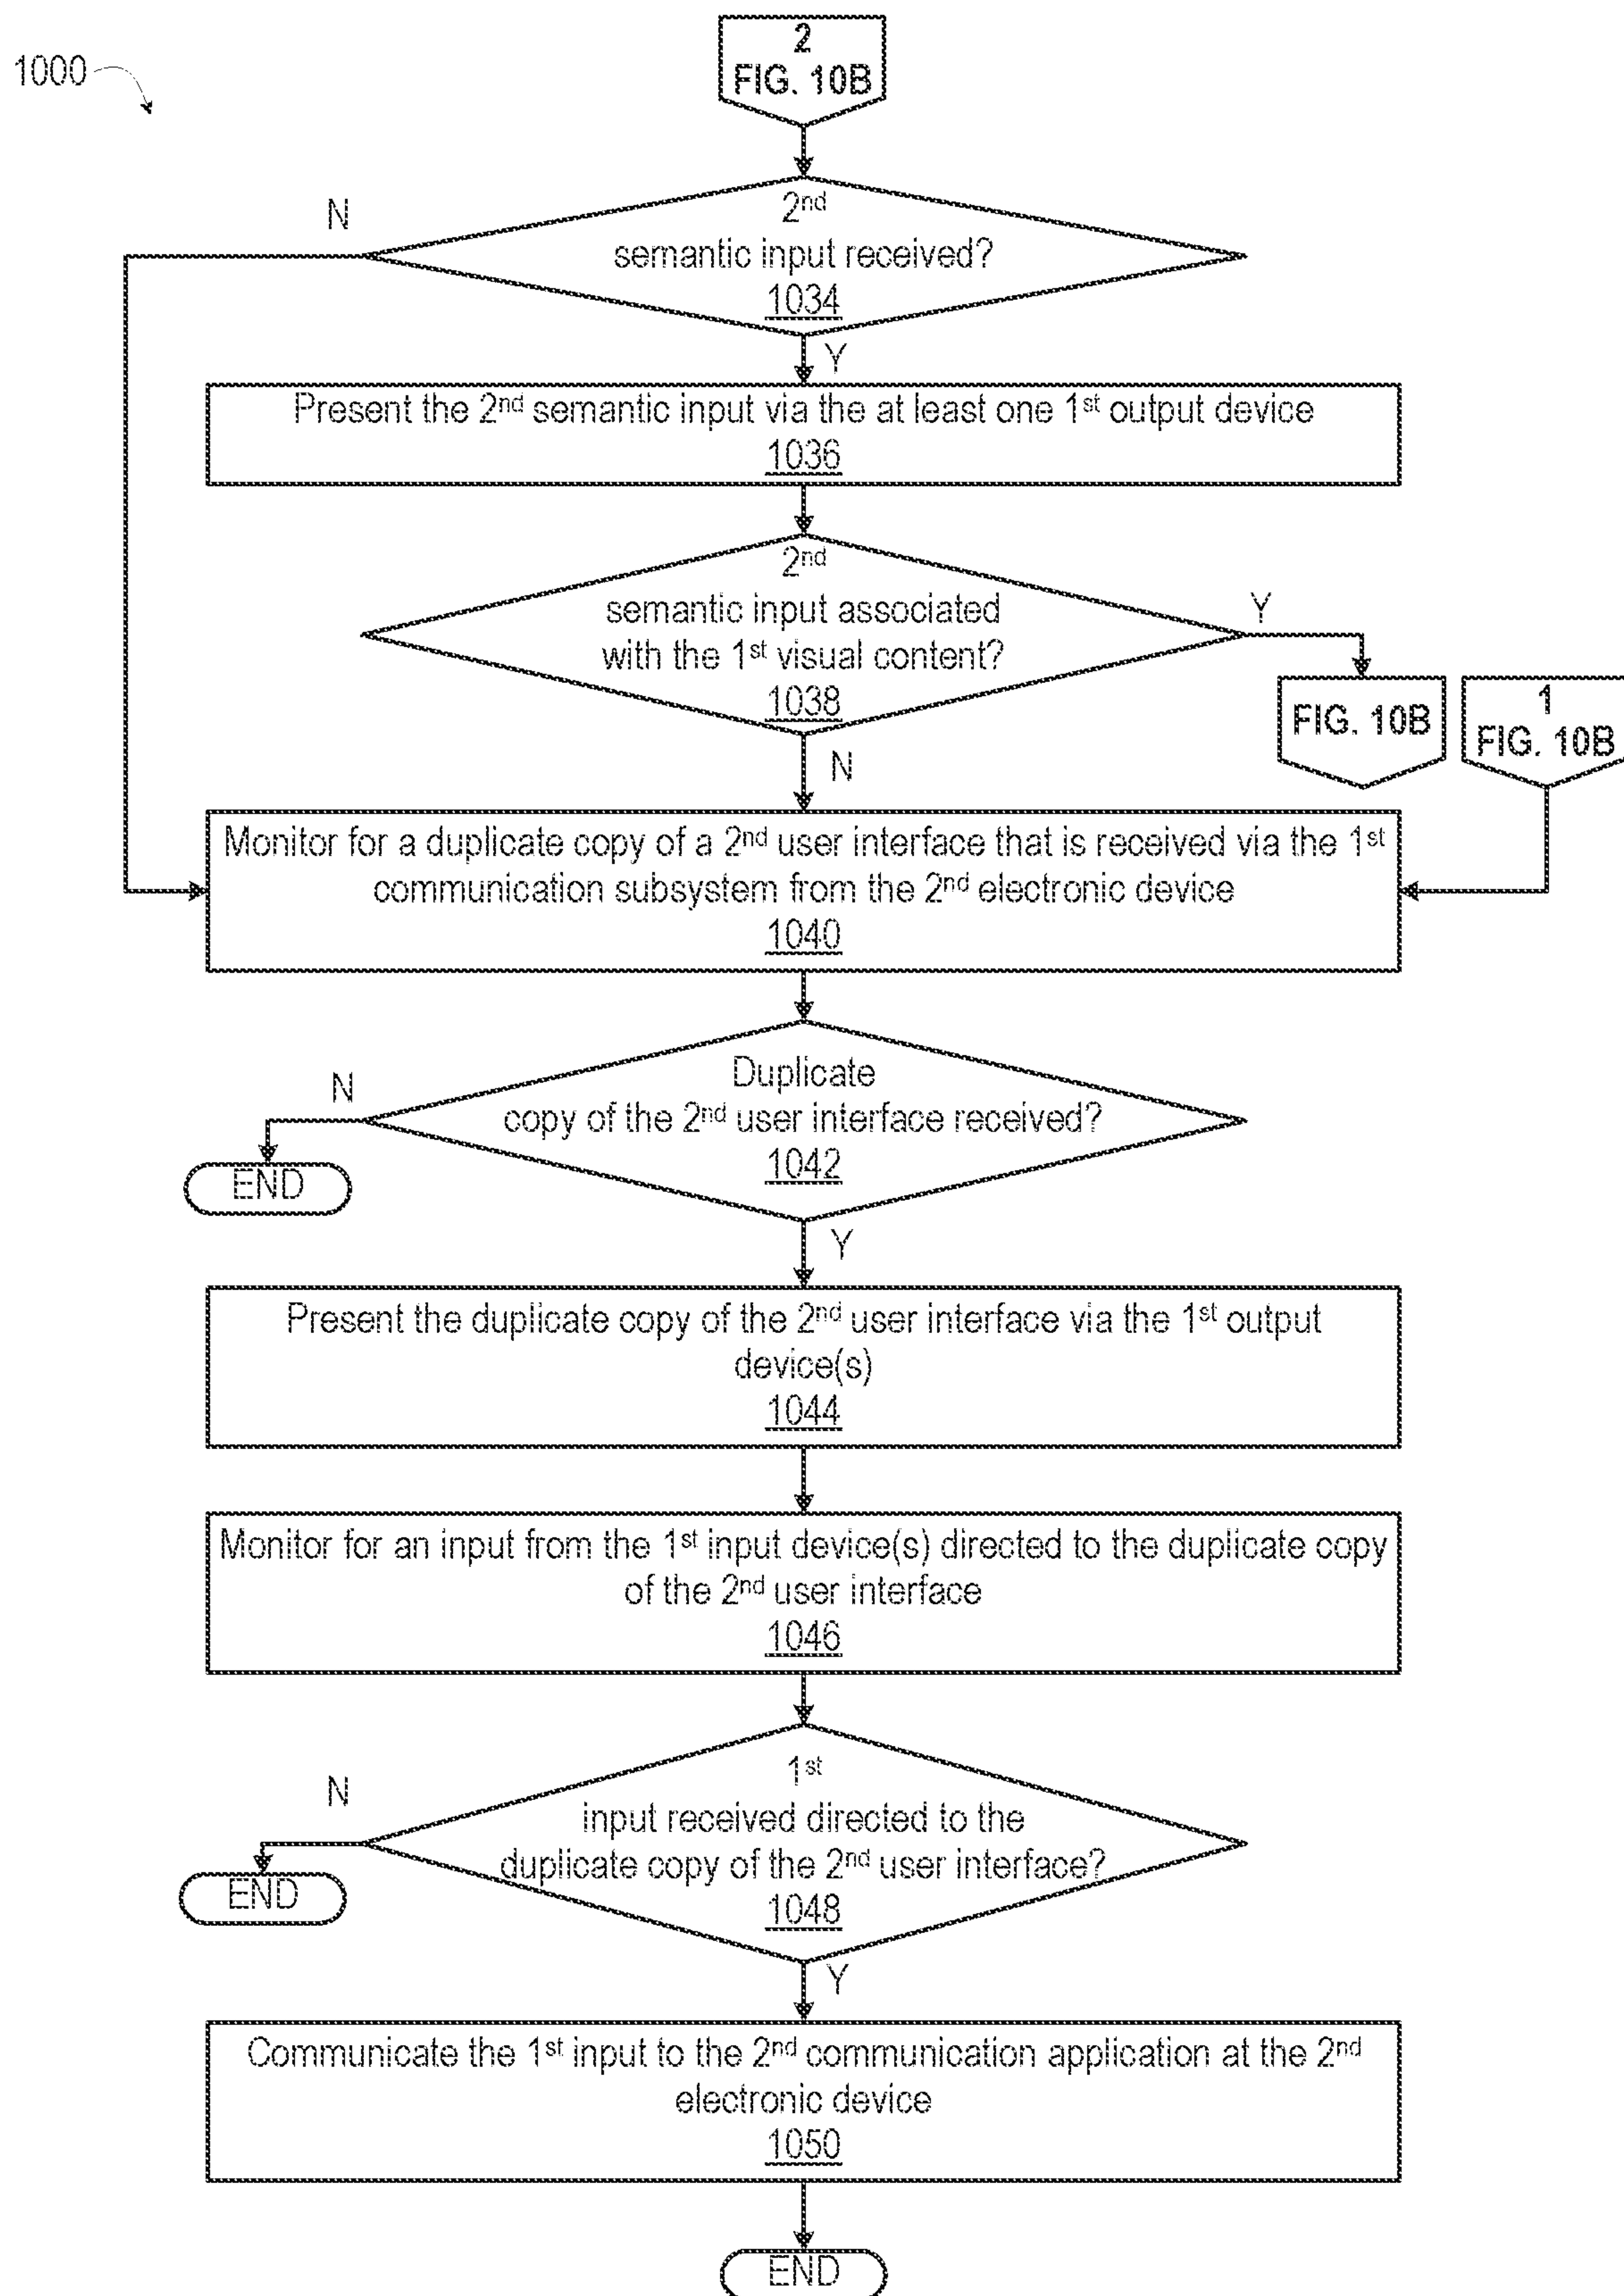 1000
2
FIG. 10B
2nd
semantic input received?
1034
N
Y
Present the 2nd semantic input via the at least one 1st output device
1036
2nd
semantic input associated
with the 1st visual content?
1038
Y
N
FIG. 10B
1
FIG. 10B
Monitor for a duplicate copy of a 2nd user interface that is received via the 1st
communication subsystem from the 2nd electronic device
1040
Duplicate
copy of the 2nd user interface received?
1042
N
END
Y
Present the duplicate copy of the 2nd user interface via the 1st output
device(s)
1044
Monitor for an input from the 1st input device(s) directed to the duplicate copy
of the 2nd user interface
1046
1st
input received directed to the
duplicate copy of the 2nd user interface?
1048
N
END
Y
Communicate the 1st input to the 2nd communication application at the 2nd
electronic device
1050
END